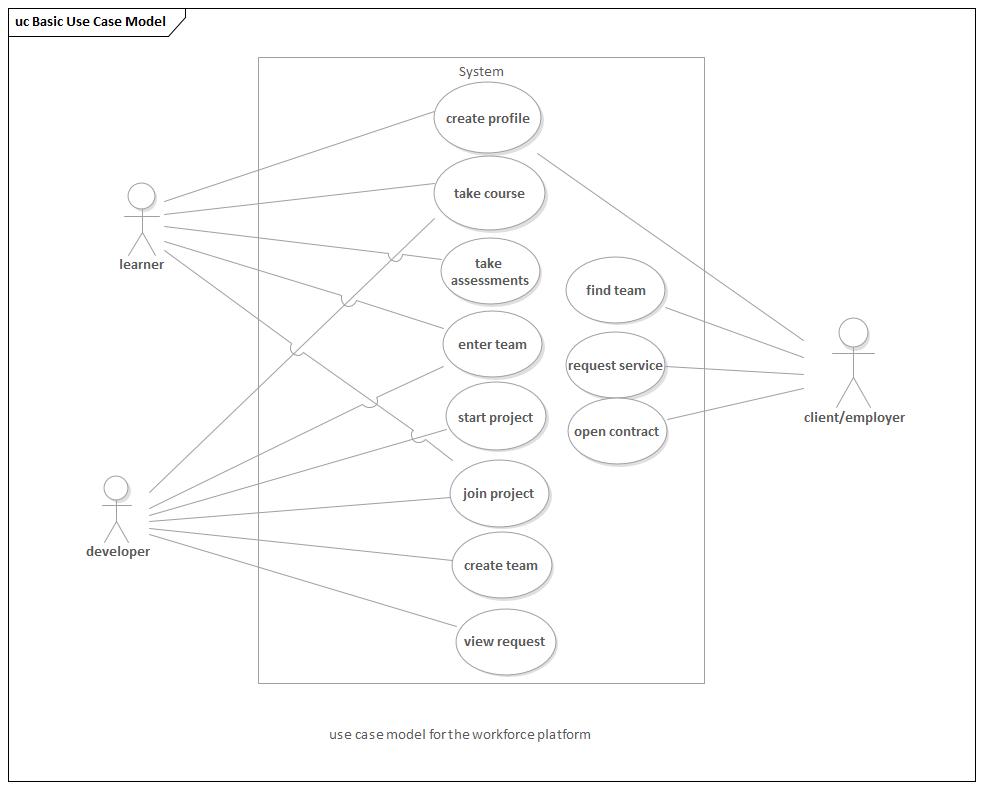 uc Basic Use Case Model
System
create profile
take course
learner
take
assessments
find team
enter team
request service
start project
client/employer
open contract
join project
developer
create team
view request
use case model for the workforce platform